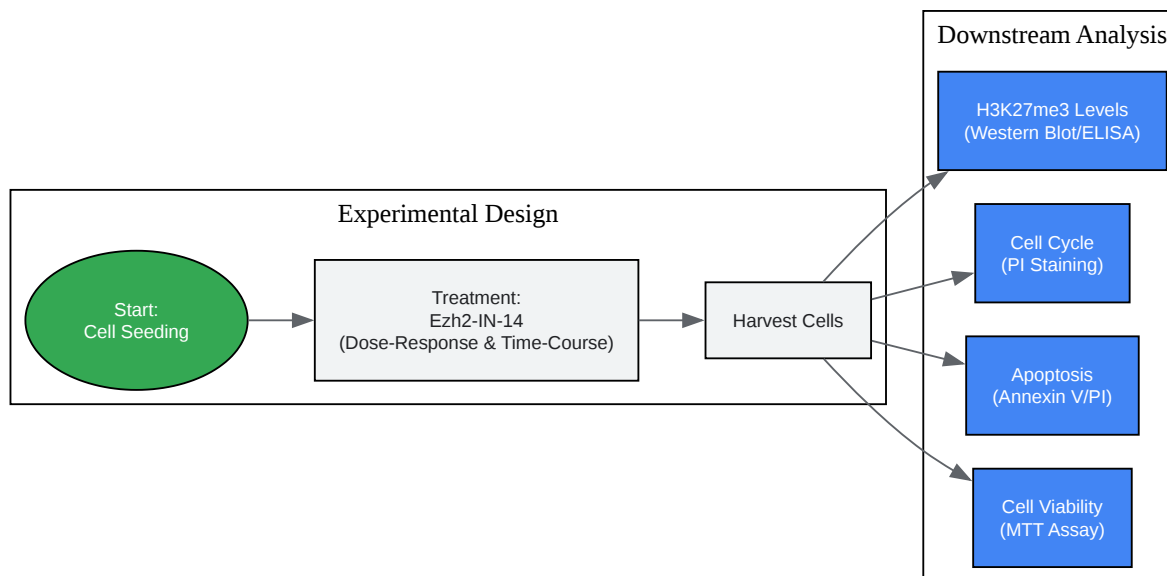 Downstream Analysis
H3K27me3 Levels
(Western Blot/ELISA)
Experimental Design
Start:
Cell Seeding
Treatment:
Ezh2-IN-14
(Dose-Response & Time-Course)
Harvest Cells
Cell Cycle
(PI Staining)
Apoptosis
(Annexin V/PI)
Cell Viability
(MTT Assay)